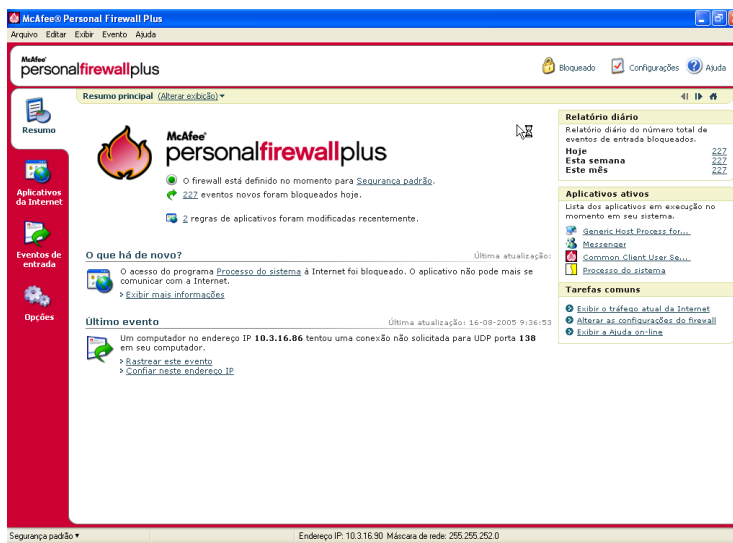 McAfee® Personal Firewall Plus
Arquivo Editar Exibir Evento Ajuda
McAfee®
personalfirewallplus
Bloqueado Configurações Ajuda
Resumo principal (Alterar exibição)
Resumo
Aplicativos
da Internet
Eventos de
entrada
Opções
McAfee®
personalfirewallplus
O firewall está definido no momento para Segurança padrão.
227 eventos novos foram bloqueados hoje.
2 regras de aplicativos foram modificadas recentemente.
O que há de novo? Última atualização:
O acesso do programa Processo do sistema à Internet foi bloqueado. O aplicativo não pode mais se
comunicar com a Internet.
Exibir mais informações
Último evento Última atualização: 16-08-2005 9:36:53
Um computador no endereço IP 10.3.16.86 tentou uma conexão não solicitada para UDP porta 138
em seu computador.
Rastrear este evento
Confiar neste endereço IP
Relatório diário
Relatório diário do número total de
eventos de entrada bloqueados.
Hoje 227
Esta semana 227
Este mês 227
Aplicativos ativos
Lista dos aplicativos em execução no
momento em seu sistema.
Generic Host Process for...
Messenger
Common Client User Se...
Processo do sistema
Tarefas comuns
Exibir o tráfego atual da Internet
Alterar as configurações do firewall
Exibir a Ajuda on-line
Segurança padrão Endereço IP: 10.3.16.90 Máscara de rede: 255.255.252.0